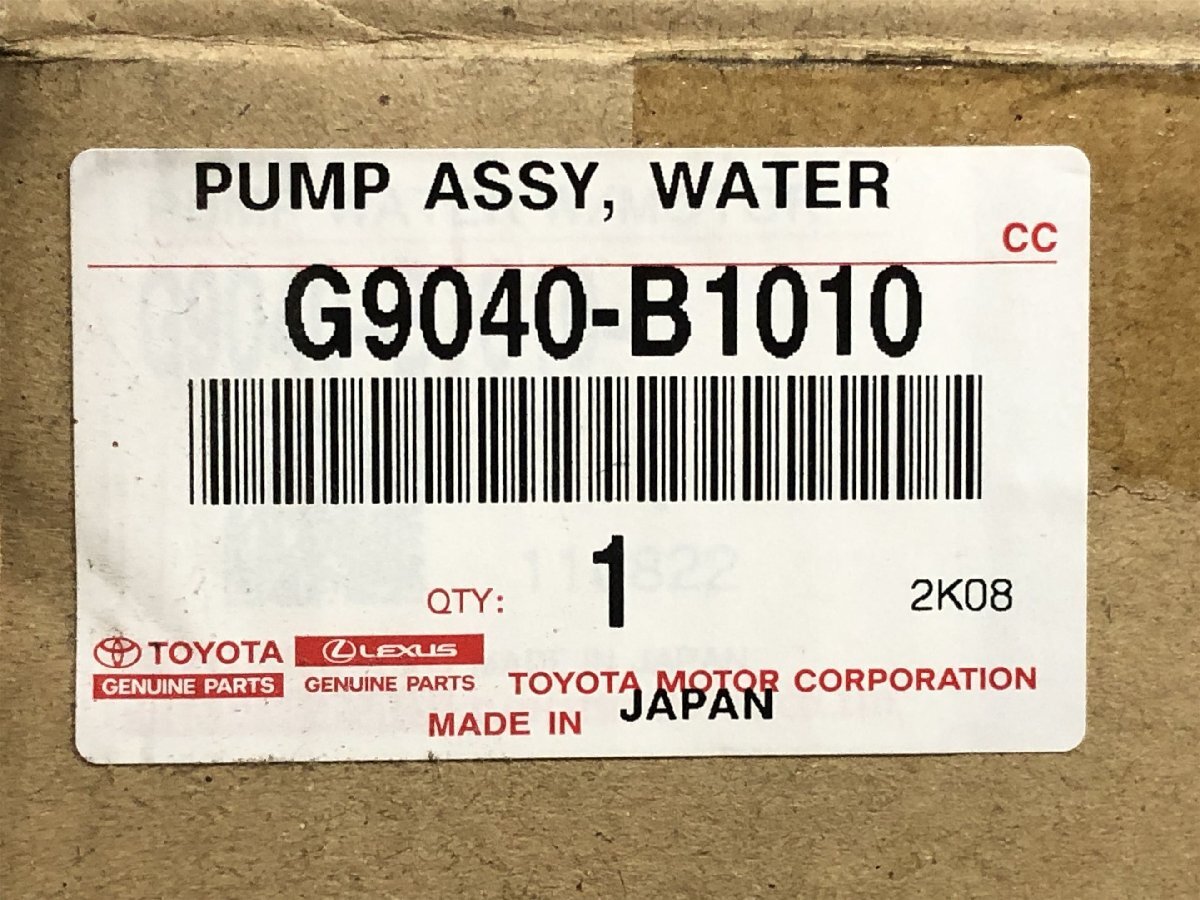 PUMP ASSY, WATER
CC
G9040-B1010
QTY: 1 2K08
TOYOTA LEXUS
GENUINE PARTS GENUINE PARTS TOYOTA MOTOR CORPORATION
MADE IN JAPAN